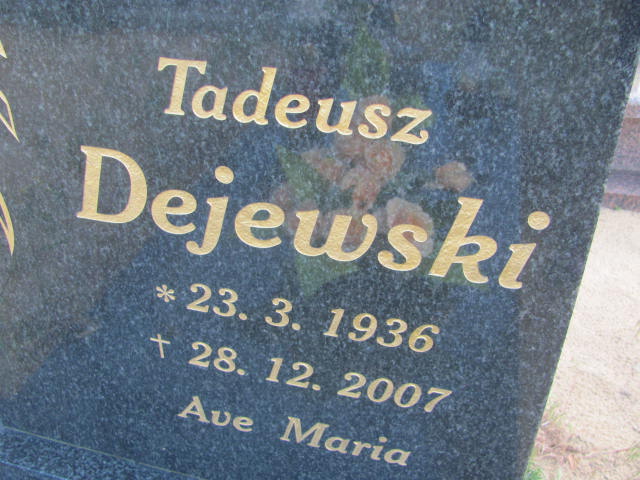 Tadeusz
Dejewski
* 23. 3. 1936
† 28. 12. 2007
Ave Maria